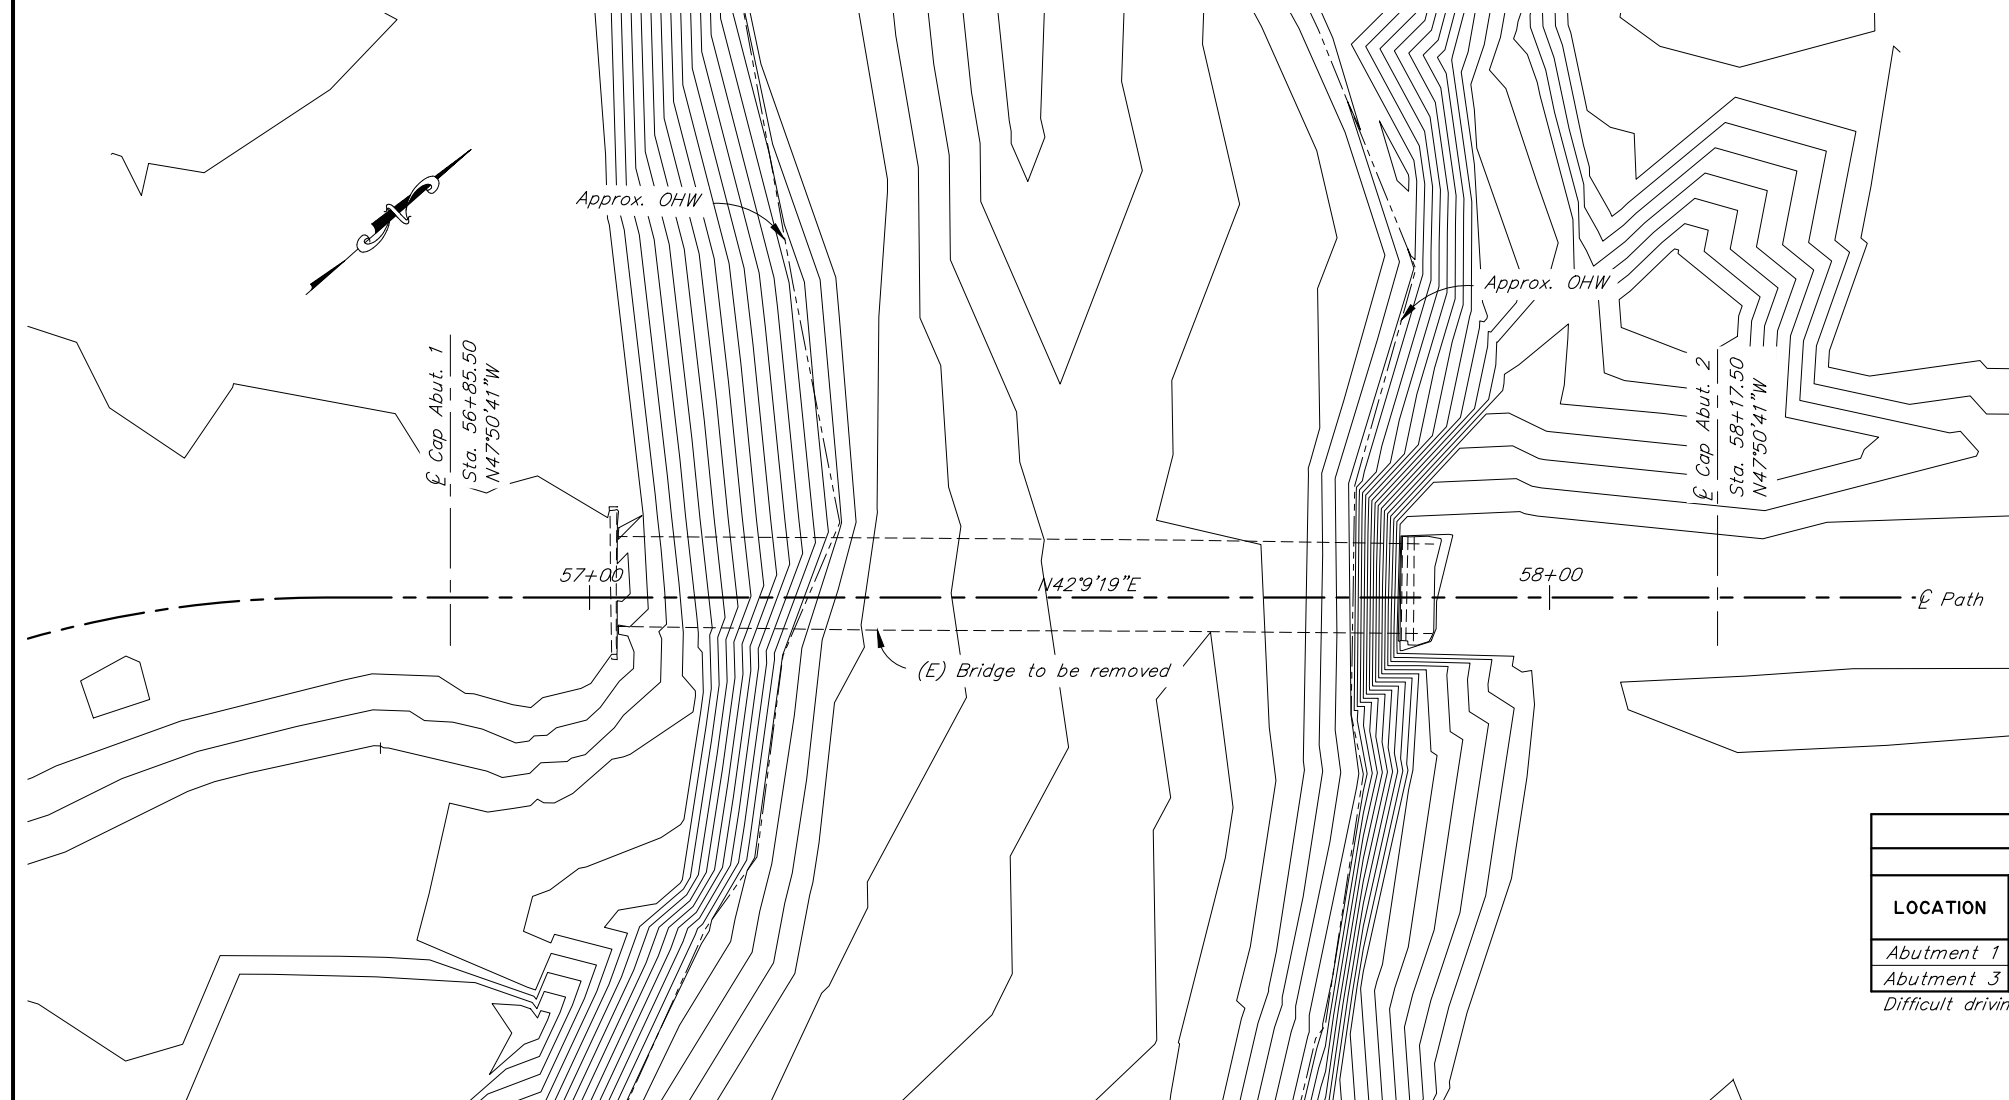 Approx. OHW
Approx. OHW
℄ Cap Abut. 1
Sta. 56+85.50
N47°50'41"W
℄ Cap Abut. 2
Sta. 58+17.50
N47°50'41"W
57+00
N42°9'19"E
58+00
℄ Path
(E) Bridge to be removed
LOCATION
Abutment 1
Abutment 3
Difficult drivin